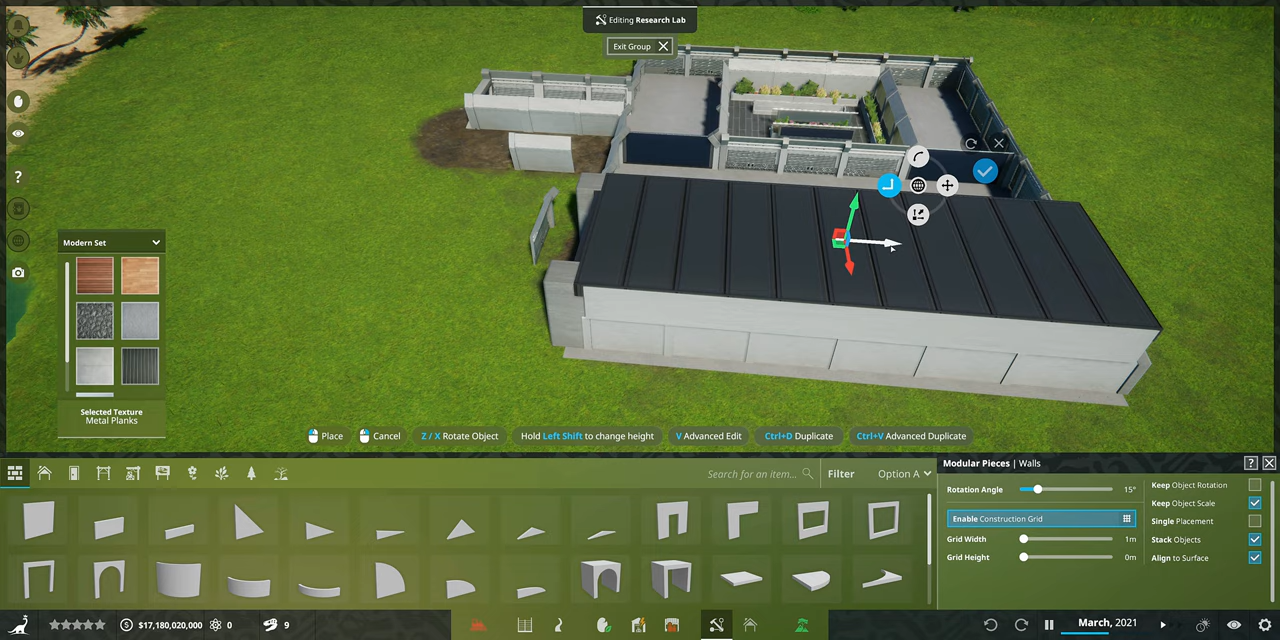 Editing Research Lab
Exit Group
Modern Set
Selected Texture
Metal Planks
Place
Cancel
Z / X Rotate Object
Hold Left Shift to change height
V Advanced Edit
Ctrl+D Duplicate
Ctrl+V Advanced Duplicate
Search for an item...
Filter
Option A
Modular Pieces | Walls
?
Rotation Angle
15°
Enable Construction Grid
Grid Width
1m
Grid Height
0m
Keep Object Rotation
Keep Object Scale
Single Placement
Stack Objects
Align to Surface
$17,180,020,000
0
9
March, 2021